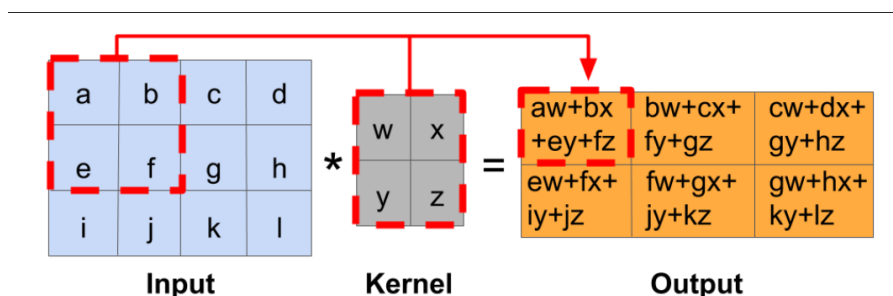 a b c d
e f g h
i j k l
*
w x
y z
=
aw+bx
+ey+fz
bw+cx+
fy+gz
cw+dx+
gy+hz
ew+fx+
iy+jz
fw+gx+
jy+kz
gw+hx+
ky+lz
Input Kernel Output